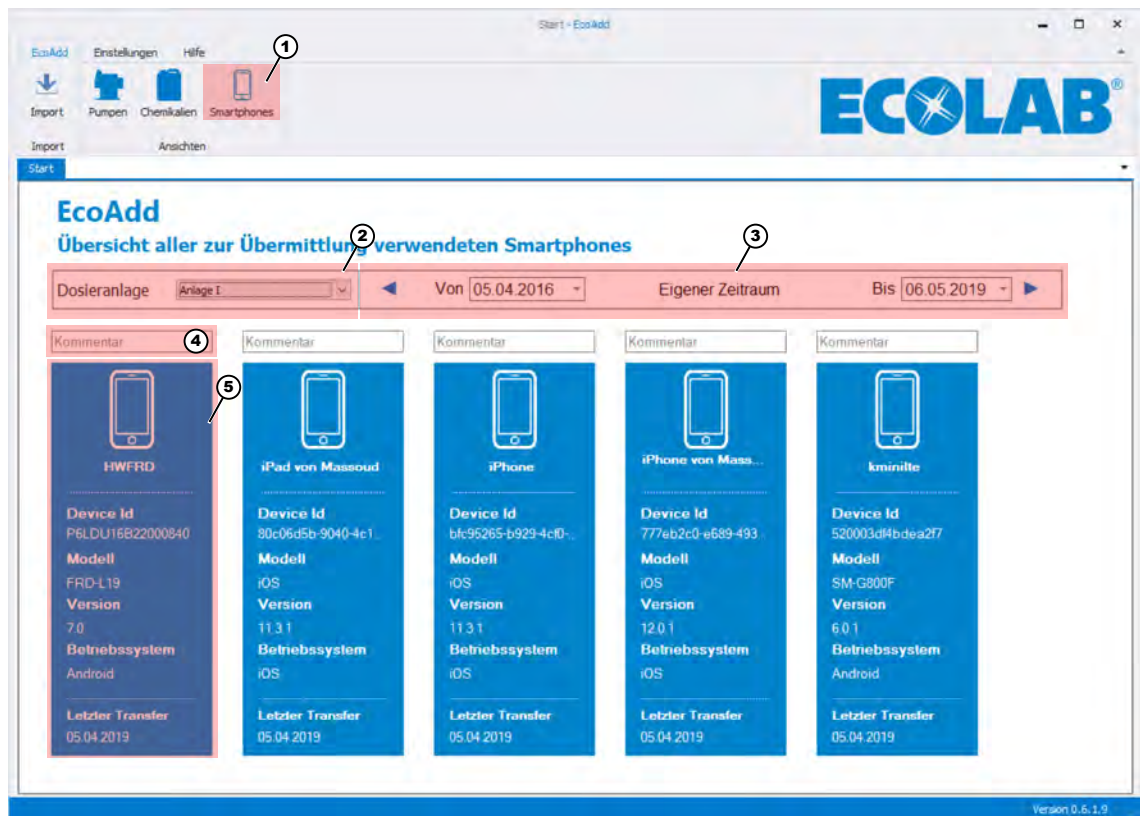 Start - EcoAdd
EcoAdd Einstellungen Hilfe
1
Import Pumpen Chemikalien Smartphones
Import Ansichten
ECOLAB®
Start
EcoAdd
Übersicht aller zur Übermittlung verwendeten Smartphones
2
3
Dosieranlage Anlage I Von 05.04.2016 Eigener Zeitraum Bis 06.05.2019
Kommentar 4 Kommentar Kommentar Kommentar Kommentar
5
HWFRD
Device Id
P6LDU16B22000840
Modell
FRD-L19
Version
7.0
Betriebssystem
Android
Letzter Transfer
05.04.2019
iPad von Massoud
Device Id
80c06d5b-9040-4c1...
Modell
iOS
Version
11.3.1
Betriebssystem
iOS
Letzter Transfer
05.04.2019
iPhone
Device Id
bfc95265-b929-4cf0-...
Modell
iOS
Version
11.3.1
Betriebssystem
iOS
Letzter Transfer
05.04.2019
iPhone von Mass...
Device Id
777eb2c0-e689-493...
Modell
iOS
Version
12.0.1
Betriebssystem
iOS
Letzter Transfer
05.04.2019
kminilte
Device Id
520003df4bdea2f7
Modell
SM-G800F
Version
6.0.1
Betriebssystem
Android
Letzter Transfer
05.04.2019
Version 0.6.1.9